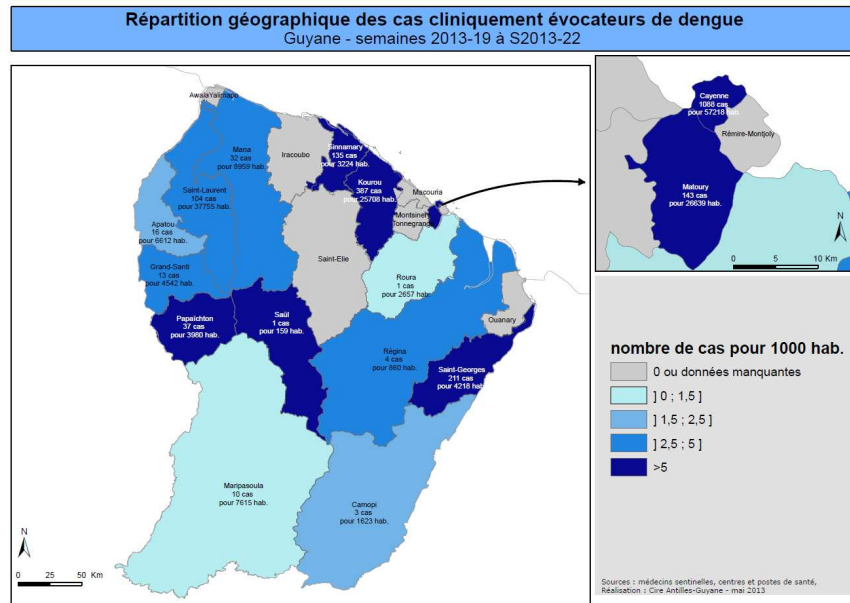 Répartition géographique des cas cliniquement évocateurs de dengue
Guyane - semaines 2013-19 à S2013-22
Awala
Yalimapo
Mana
32 cas
pour 8959 hab.
Iracoubo
Sinnamary
135 cas
pour 3224 hab.
Saint-Laurent
104 cas
pour 37755 hab.
Kourou
387 cas
pour 25708 hab.
Macouria
Montsinery
Tonnegrande
Apatou
16 cas
pour 6612 hab.
Saint-Elie
Grand-Santi
13 cas
pour 4542 hab.
Roura
1 cas
pour 2657 hab.
Papaïchton
37 cas
pour 3980 hab.
Saül
1 cas
pour 159 hab.
Ouanary
Régina
4 cas
pour 860 hab.
Saint-Georges
211 cas
pour 4218 hab.
Maripasoula
10 cas
pour 7615 hab.
Camopi
3 cas
pour 1623 hab.
N
0 25 50 Km
Cayenne
1088 cas
pour 57218 hab.
Rémire-Montjoly
Matoury
143 cas
pour 26639 hab.
N
0 5 10 Km
nombre de cas pour 1000 hab.
0 ou données manquantes
] 0 ; 1,5 ]
] 1,5 ; 2,5 ]
] 2,5 ; 5 ]
>5
Sources : médecins sentinelles, centres et postes de santé,
Réalisation : Cire Antilles-Guyane - mai 2013